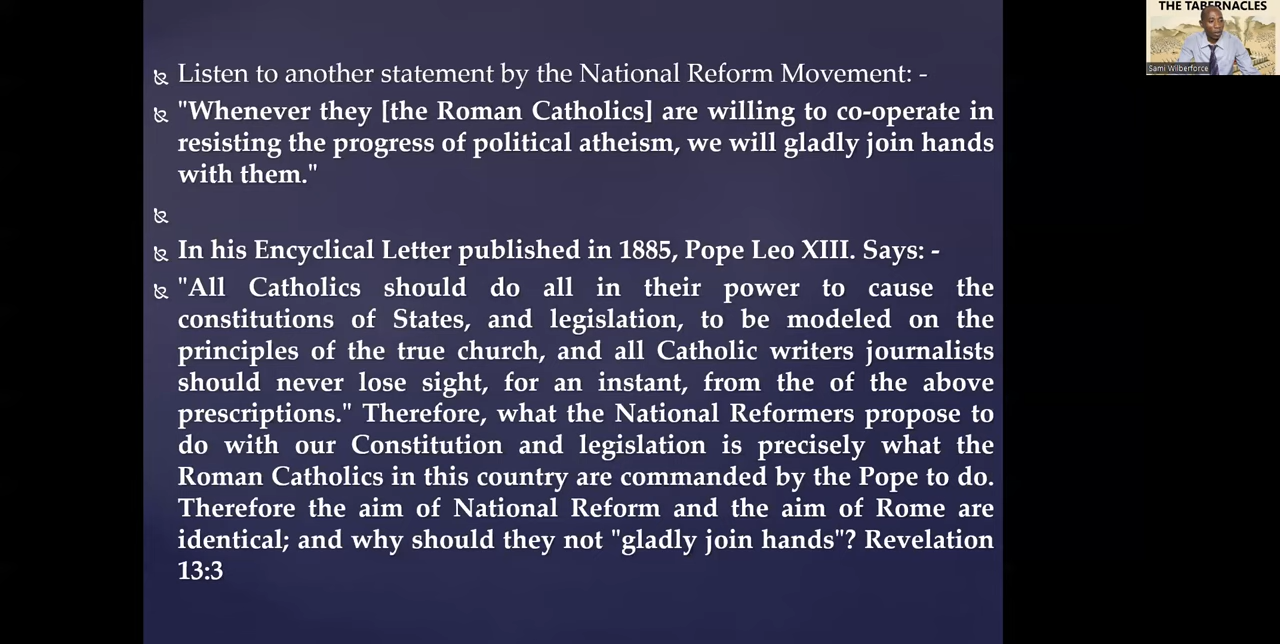 Listen to another statement by the National Reform Movement: -
"Whenever they [the Roman Catholics] are willing to co-operate in
resisting the progress of political atheism, we will gladly join hands
with them."
In his Encyclical Letter published in 1885, Pope Leo XIII. Says: -
"All Catholics should do all in their power to cause the
constitutions of States, and legislation, to be modeled on the
principles of the true church, and all Catholic writers journalists
should never lose sight, for an instant, from the of the above
prescriptions." Therefore, what the National Reformers propose to
do with our Constitution and legislation is precisely what the
Roman Catholics in this country are commanded by the Pope to do.
Therefore the aim of National Reform and the aim of Rome are
identical; and why should they not "gladly join hands"? Revelation
13:3
THE TABERNACLES
Sami Wilberforce